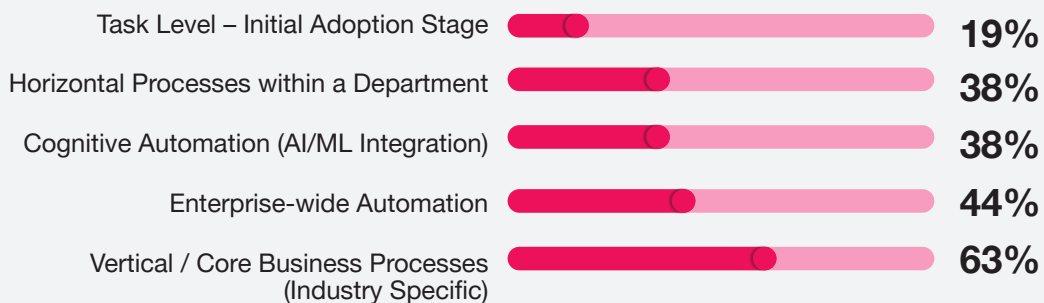 Task Level – Initial Adoption Stage 19%
Horizontal Processes within a Department 38%
Cognitive Automation (AI/ML Integration) 38%
Enterprise-wide Automation 44%
Vertical / Core Business Processes 63%
(Industry Specific)